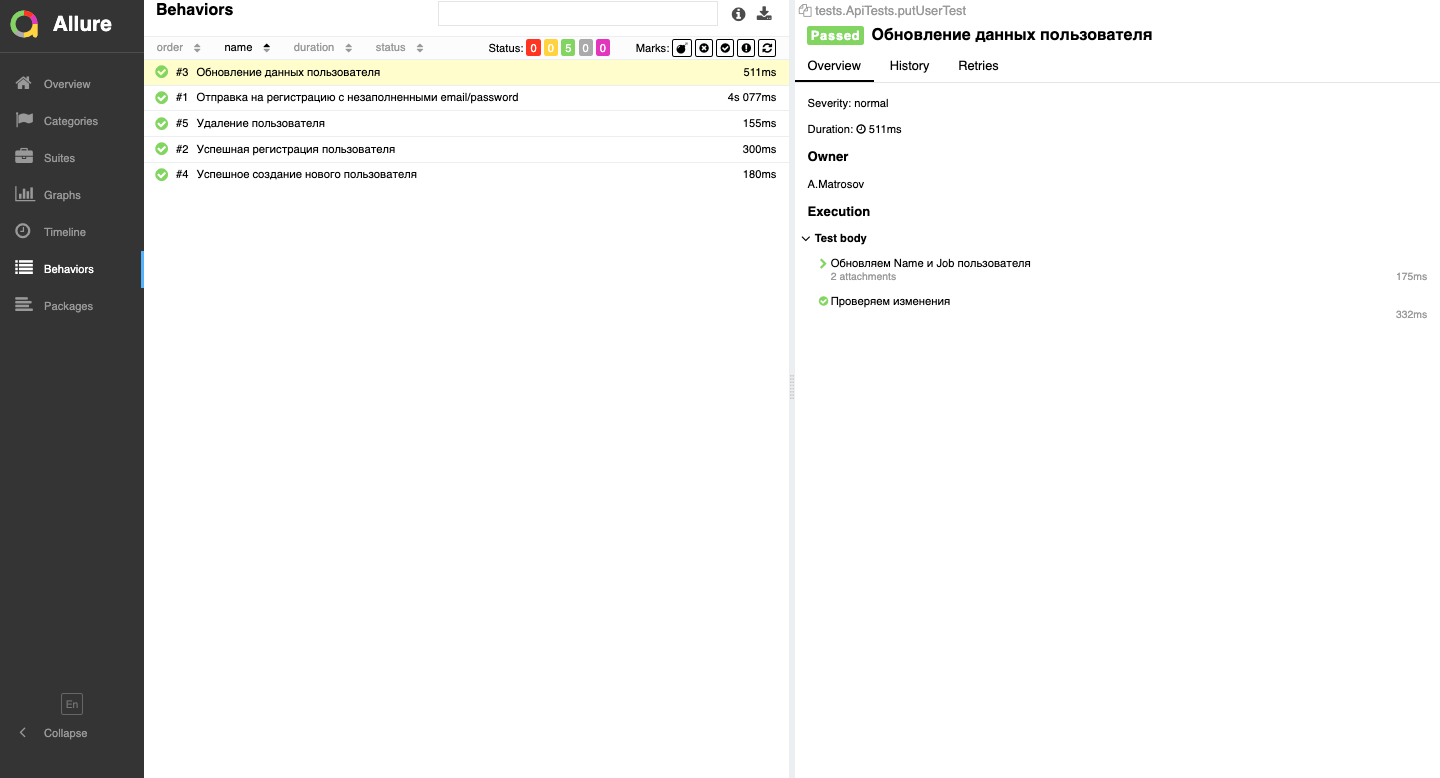 Allure
Overview
Categories
Suites
Graphs
Timeline
Behaviors
Packages
En
Collapse
Behaviors
order name duration status Status: 0 0 5 0 0 Marks:
#3 Обновление данных пользователя 511ms
#1 Отправка на регистрацию с незаполненными email/password 4s 077ms
#5 Удаление пользователя 155ms
#2 Успешная регистрация пользователя 300ms
#4 Успешное создание нового пользователя 180ms
tests.ApiTests.putUserTest
Passed Обновление данных пользователя
Overview History Retries
Severity: normal
Duration: 511ms
Owner
A.Matrosov
Execution
Test body
Обновляем Name и Job пользователя
2 attachments 175ms
Проверяем изменения
332ms